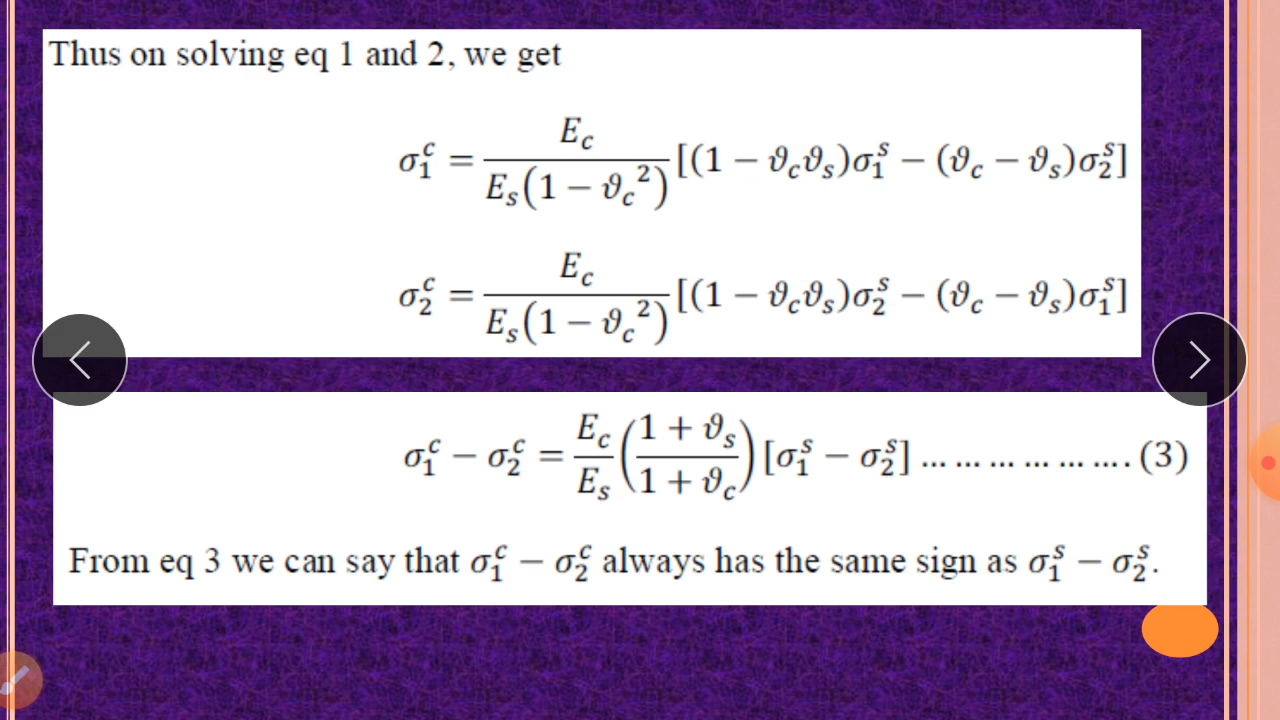 Thus on solving eq 1 and 2, we get
σ₁ᶜ = E_c / (E_s(1 − ϑ_c²)) [(1 − ϑ_cϑ_s)σ₁ˢ − (ϑ_c − ϑ_s)σ₂ˢ]
σ₂ᶜ = E_c / (E_s(1 − ϑ_c²)) [(1 − ϑ_cϑ_s)σ₂ˢ − (ϑ_c − ϑ_s)σ₁ˢ]
σ₁ᶜ − σ₂ᶜ = E_c/E_s ((1 + ϑ_s)/(1 + ϑ_c)) [σ₁ˢ − σ₂ˢ] … … … … … …. (3)
From eq 3 we can say that σ₁ᶜ − σ₂ᶜ always has the same sign as σ₁ˢ − σ₂ˢ.